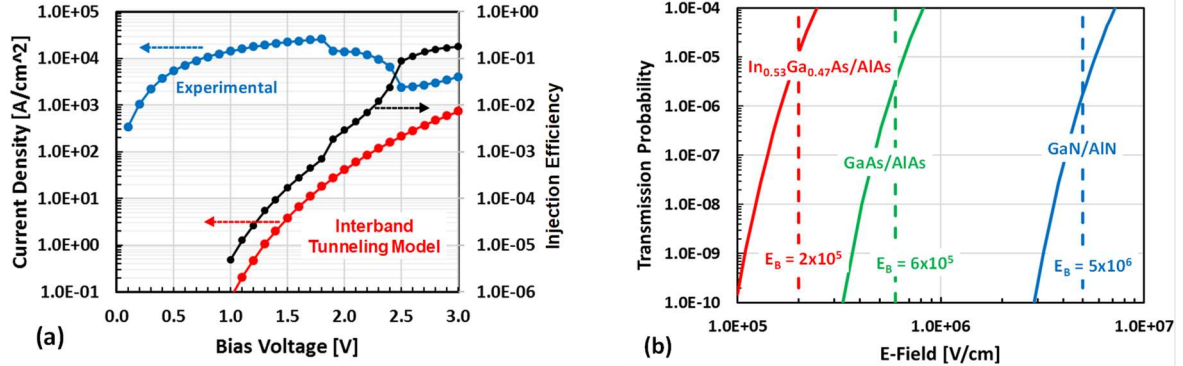 Current Density [A/cm^2]
1.0E+05
1.0E+04
1.0E+03
1.0E+02
1.0E+01
1.0E+00
1.0E-01
0.0
0.5
1.0
1.5
2.0
2.5
3.0
Bias Voltage [V]
1.0E+00
1.0E-01
1.0E-02
1.0E-03
1.0E-04
1.0E-05
1.0E-06
Injection Efficiency
Experimental
Interband
Tunneling Model
(a)
Transmission Probability
1.0E-04
1.0E-05
1.0E-06
1.0E-07
1.0E-08
1.0E-09
1.0E-10
1.0E+05
1.0E+06
1.0E+07
E-Field [V/cm]
In0.53Ga0.47As/AlAs
GaAs/AlAs
GaN/AlN
EB = 2x10⁵
EB = 6x10⁵
EB = 5x10⁶
(b)